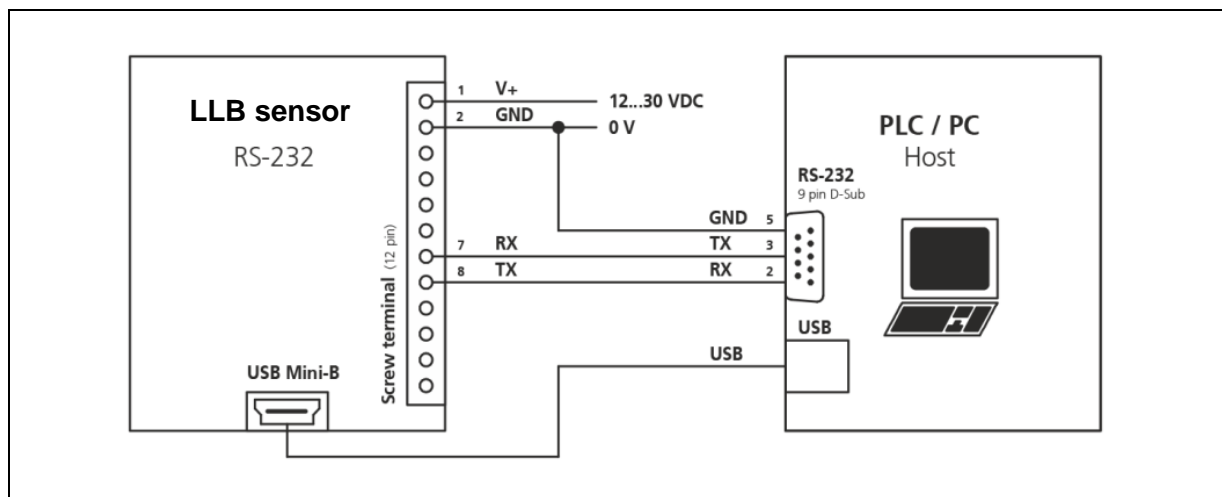 LLB sensor
RS-232
1 V+
2 GND
12...30 VDC
0 V
7 RX
8 TX
Screw terminal (12 pin)
USB Mini-B
PLC / PC
Host
RS-232
9 pin D-Sub
GND 5
TX 3
RX 2
USB
USB